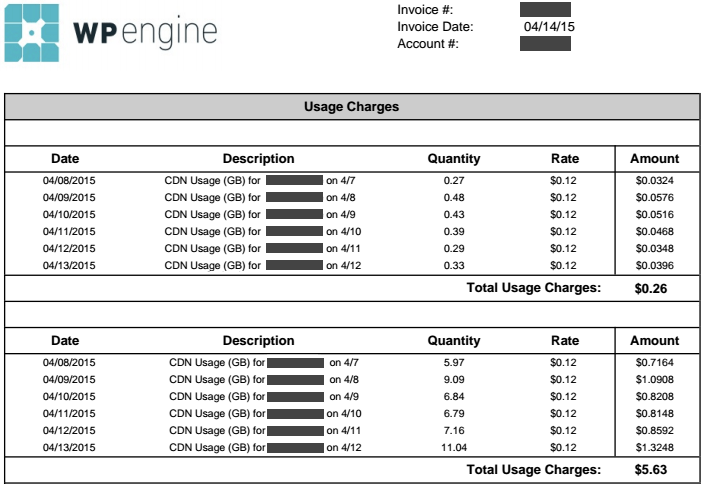 WPengine
Invoice #:
Invoice Date: 04/14/15
Account #:
Usage Charges
Date Description Quantity Rate Amount
04/08/2015 CDN Usage (GB) for on 4/7 0.27 $0.12 $0.0324
04/09/2015 CDN Usage (GB) for on 4/8 0.48 $0.12 $0.0576
04/10/2015 CDN Usage (GB) for on 4/9 0.43 $0.12 $0.0516
04/11/2015 CDN Usage (GB) for on 4/10 0.39 $0.12 $0.0468
04/12/2015 CDN Usage (GB) for on 4/11 0.29 $0.12 $0.0348
04/13/2015 CDN Usage (GB) for on 4/12 0.33 $0.12 $0.0396
Total Usage Charges: $0.26
Date Description Quantity Rate Amount
04/08/2015 CDN Usage (GB) for on 4/7 5.97 $0.12 $0.7164
04/09/2015 CDN Usage (GB) for on 4/8 9.09 $0.12 $1.0908
04/10/2015 CDN Usage (GB) for on 4/9 6.84 $0.12 $0.8208
04/11/2015 CDN Usage (GB) for on 4/10 6.79 $0.12 $0.8148
04/12/2015 CDN Usage (GB) for on 4/11 7.16 $0.12 $0.8592
04/13/2015 CDN Usage (GB) for on 4/12 11.04 $0.12 $1.3248
Total Usage Charges: $5.63